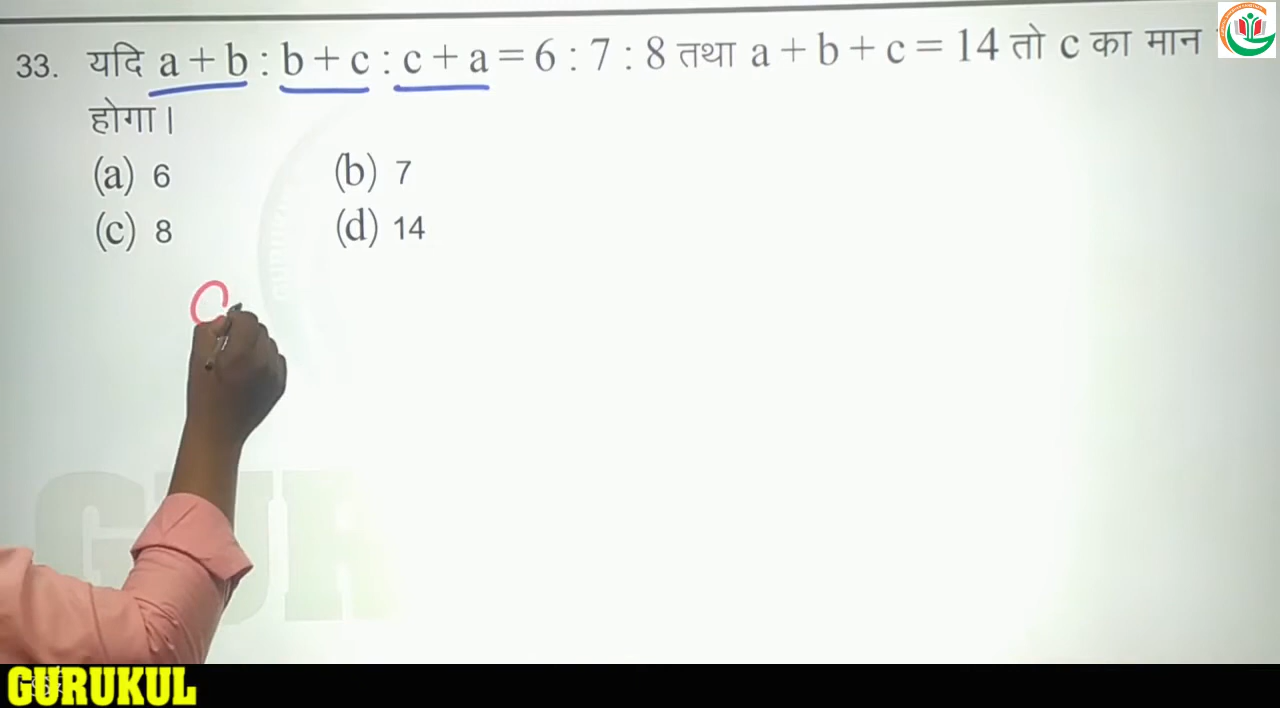 33. यदि a + b : b + c : c + a = 6 : 7 : 8 तथा a + b + c = 14 तो c का मान
होगा।
(a) 6 (b) 7
(c) 8 (d) 14
GURUKUL